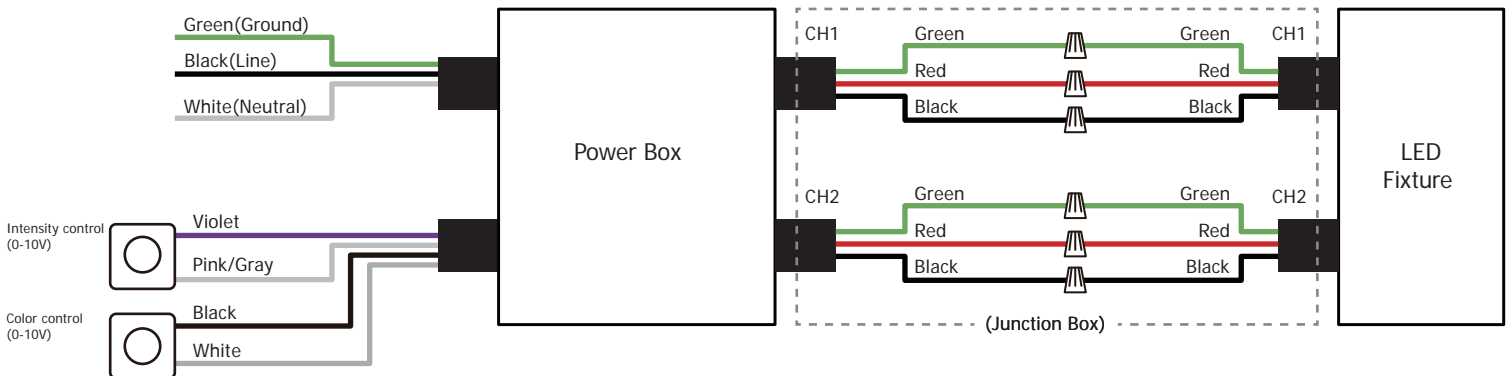 Green(Ground)
Black(Line)
White(Neutral)
Intensity control
(0-10V)
Violet
Pink/Gray
Color control
(0-10V)
Black
White
Power Box
CH1
Green
Green
CH1
Red
Red
Black
Black
CH2
Green
Green
CH2
Red
Red
Black
Black
(Junction Box)
LED
Fixture